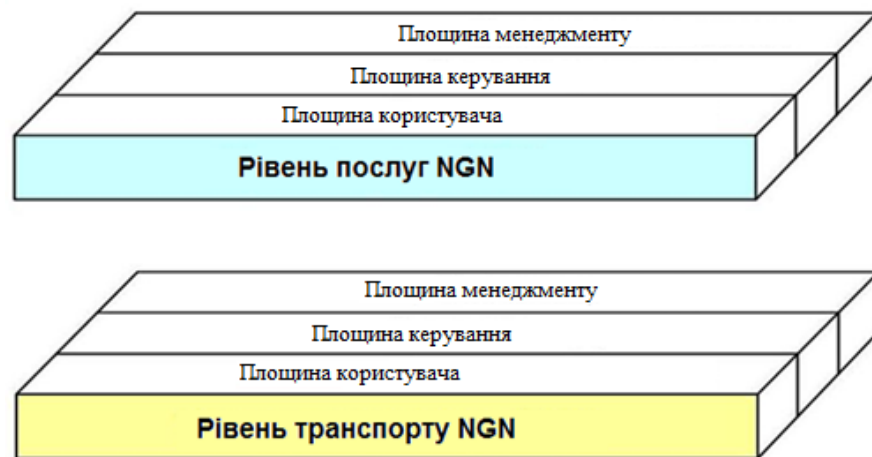 Площина менеджменту
Площина керування
Площина користувача
Рівень послуг NGN
Площина менеджменту
Площина керування
Площина користувача
Рівень транспорту NGN